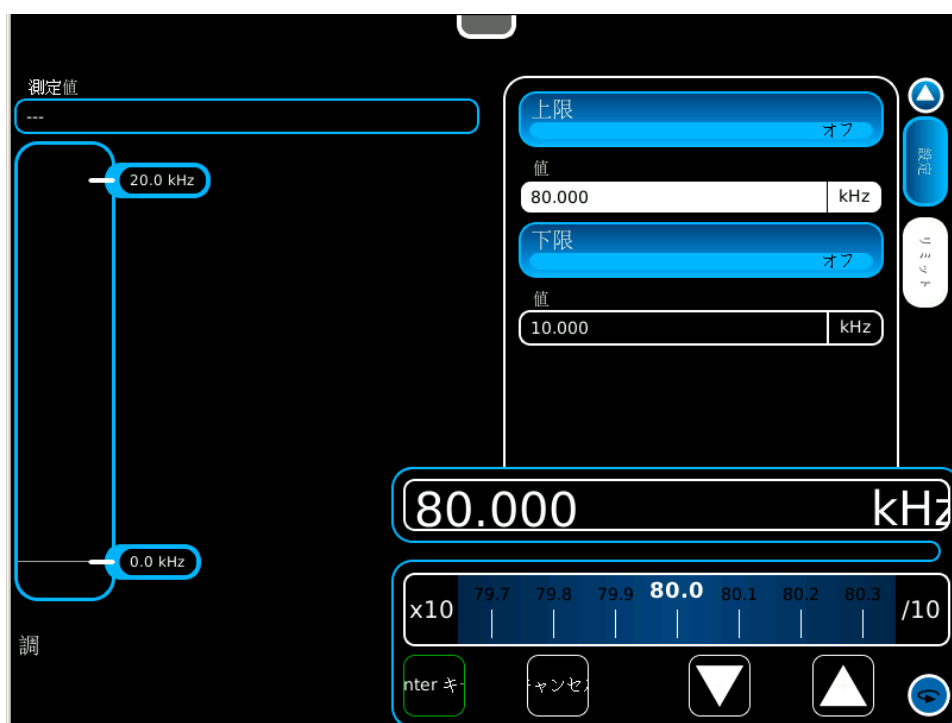 測定値
---
20.0 kHz
0.0 kHz
調
上限
オフ
値
80.000 kHz
下限
オフ
値
10.000 kHz
設定
リミット
80.000 kHz
x10 79.7 79.8 79.9 80.0 80.1 80.2 80.3 /10
nter キー
キャンセル